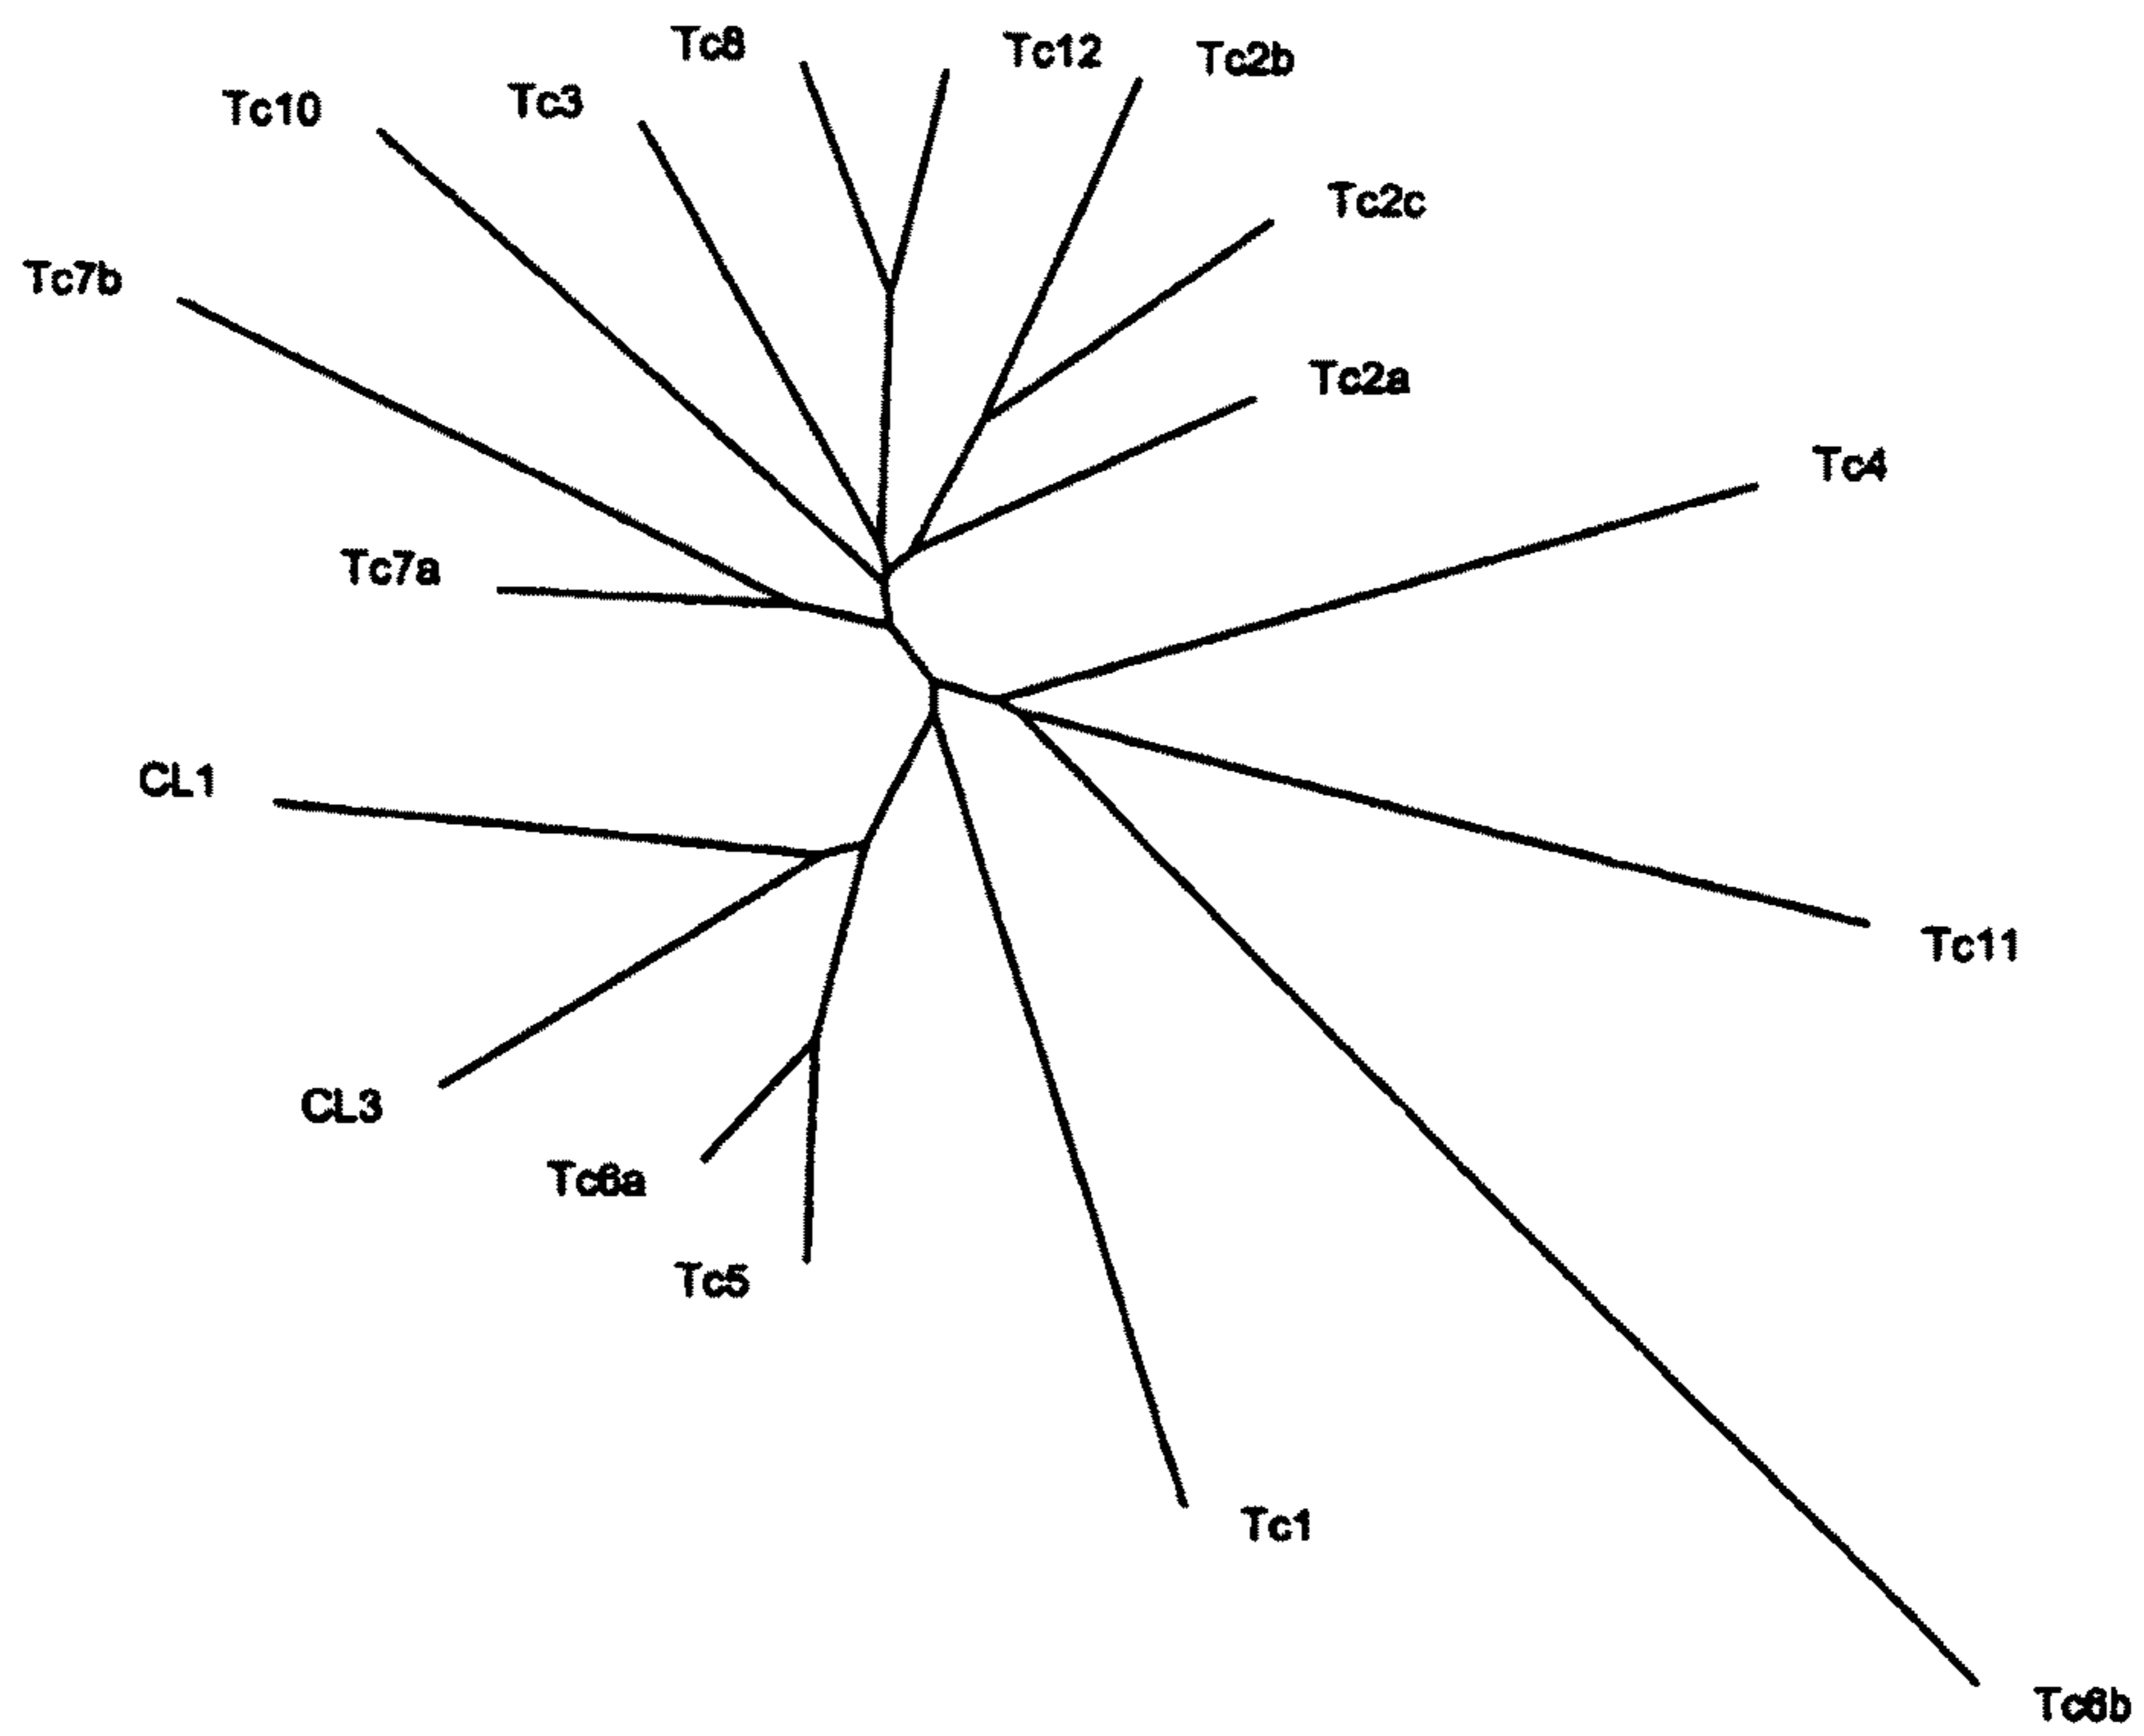 Tc8
Tc12
Tc2b
Tc10
Tc3
Tc2c
Tc7b
Tc2a
Tc4
Tc7a
CL1
Tc11
CL3
Tc6a
Tc5
Tc1
Tc6b